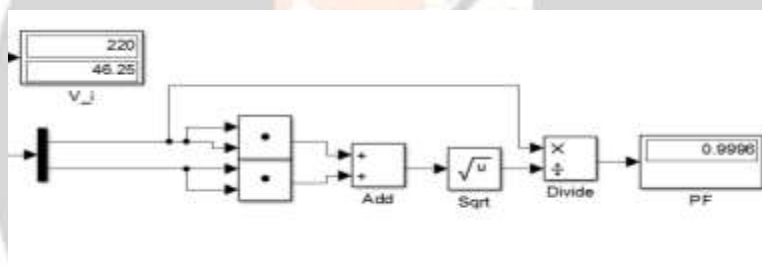 220
46.25
V_i
+
+
Add
√u
Sqrt
×
÷
Divide
0.9996
PF